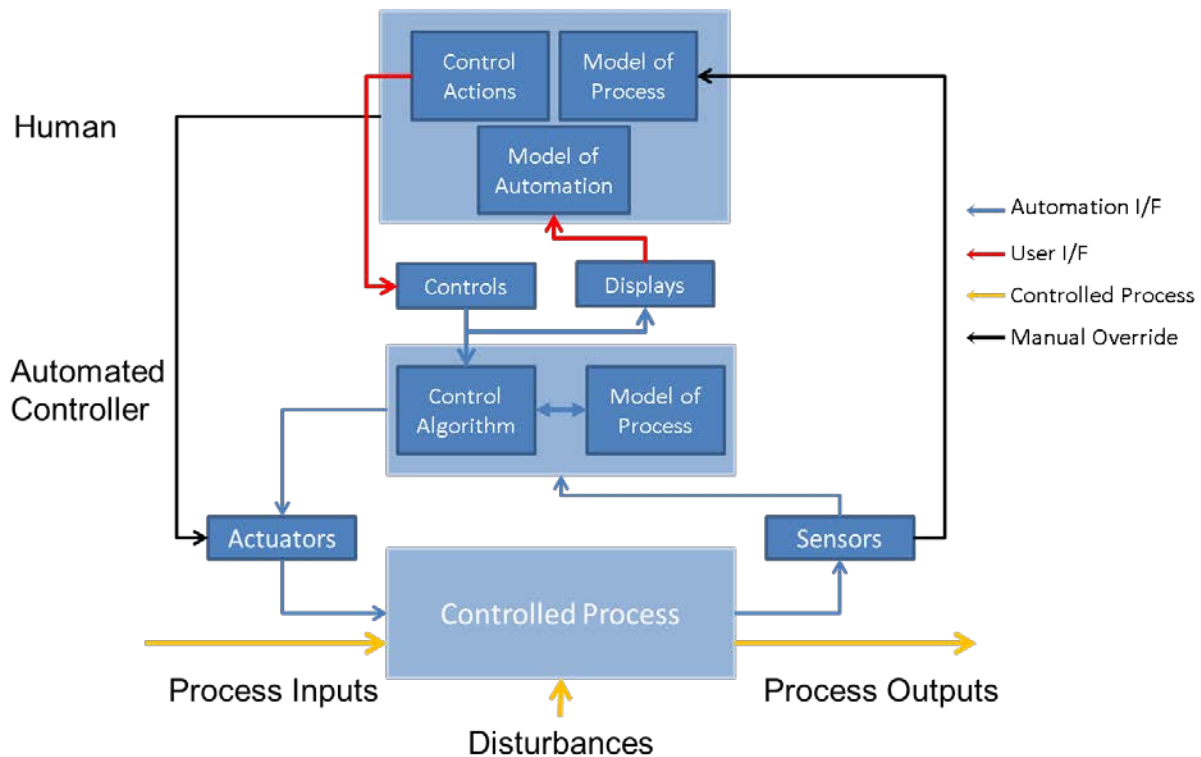 Control
Actions
Model of
Process
Human
Model of
Automation
Automation I/F
User I/F
Controls
Displays
Controlled Process
Manual Override
Automated
Controller
Control
Algorithm
Model of
Process
Actuators
Sensors
Controlled Process
Process Inputs
Process Outputs
Disturbances